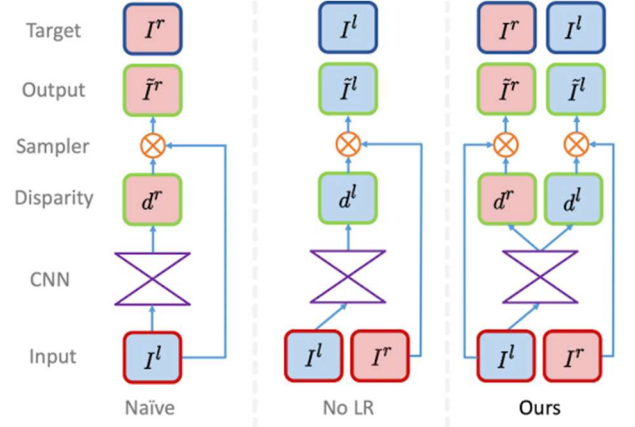 Target I^r I^l I^r I^l
Output Ĩ^r Ĩ^l Ĩ^r Ĩ^l
Sampler
Disparity d^r d^l d^r d^l
CNN
Input I^l I^l I^r I^l I^r
Naïve No LR Ours